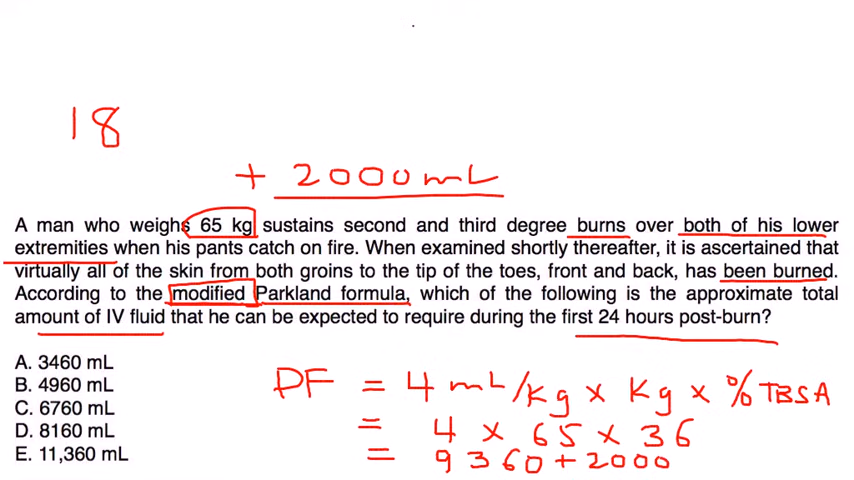 18
+ 2000mL
A man who weighs 65 kg sustains second and third degree burns over both of his lower
extremities when his pants catch on fire. When examined shortly thereafter, it is ascertained that
virtually all of the skin from both groins to the tip of the toes, front and back, has been burned.
According to the modified Parkland formula, which of the following is the approximate total
amount of IV fluid that he can be expected to require during the first 24 hours post-burn?
A. 3460 mL
B. 4960 mL
C. 6760 mL
D. 8160 mL
E. 11,360 mL
PF = 4 mL/kg x kg x % TBSA
= 4 x 65 x 36
= 9360 + 2000